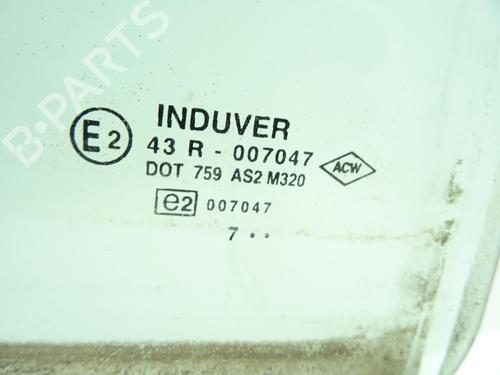 B-PARTS
INDUVER
E2
43 R - 007047
ACW
DOT 759 AS2 M320
e2 007047
7 ..